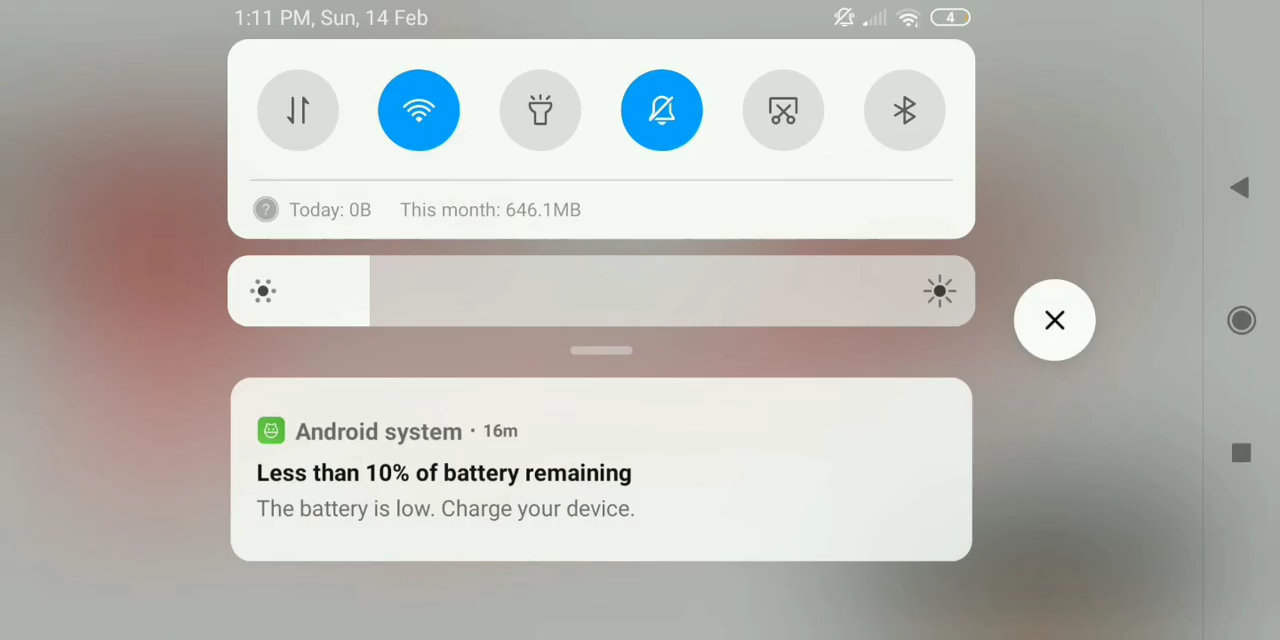 1:11 PM, Sun, 14 Feb
4
? Today: 0B This month: 646.1MB
Android system · 16m
Less than 10% of battery remaining
The battery is low. Charge your device.